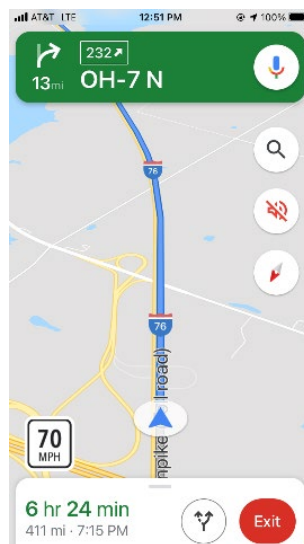 AT&T LTE 12:51 PM 100%
232
13 mi OH-7 N
76
76
npike
road)
70
MPH
6 hr 24 min
411 mi · 7:15 PM
Exit